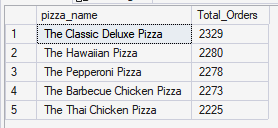 pizza_name Total_Orders
1 The Classic Deluxe Pizza 2329
2 The Hawaiian Pizza 2280
3 The Pepperoni Pizza 2278
4 The Barbecue Chicken Pizza 2273
5 The Thai Chicken Pizza 2225